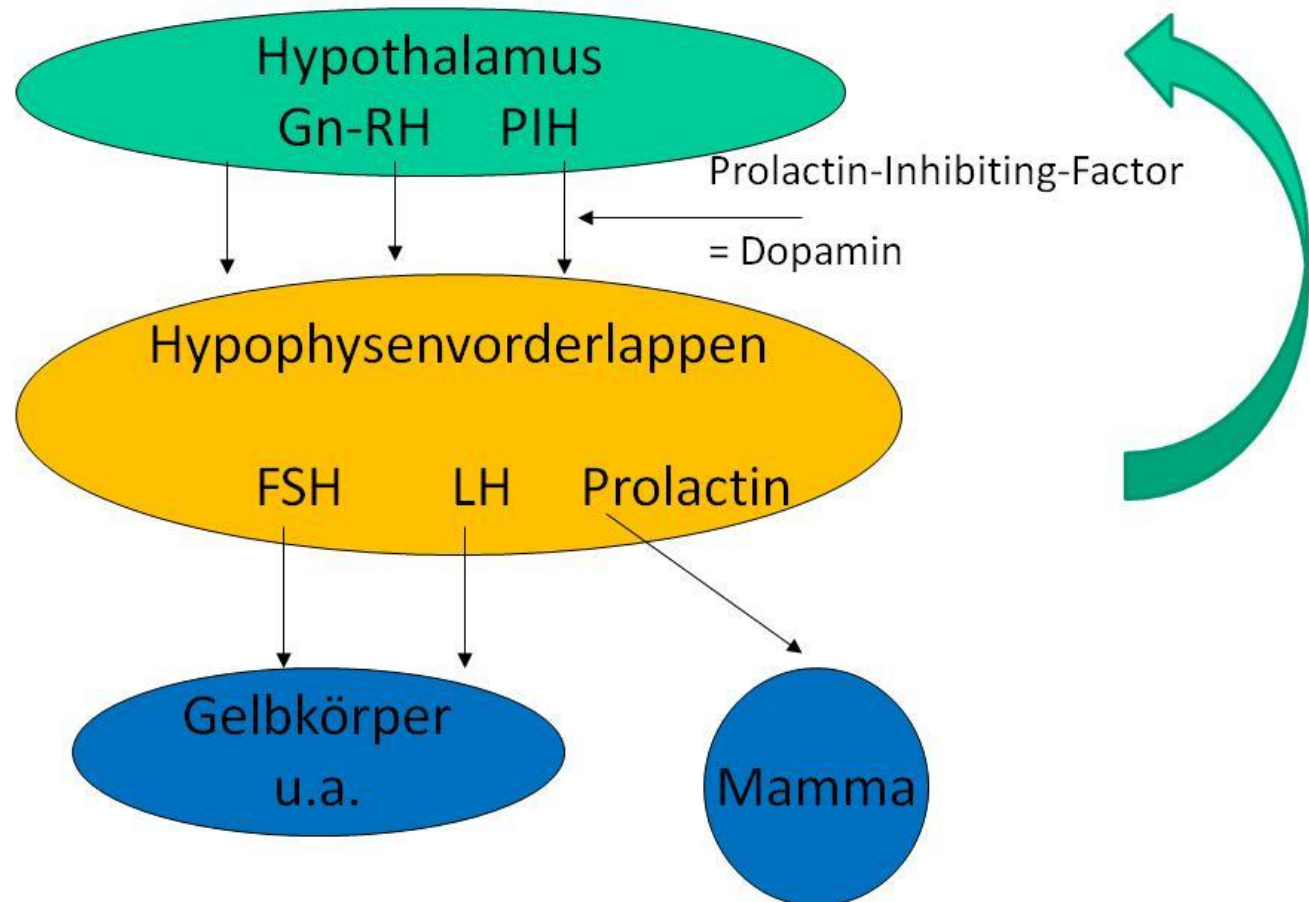 Hypothalamus
Gn-RH PIH
Prolactin-Inhibiting-Factor
= Dopamin
Hypophysenvorderlappen
FSH LH Prolactin
Gelbkörper
u.a.
Mamma